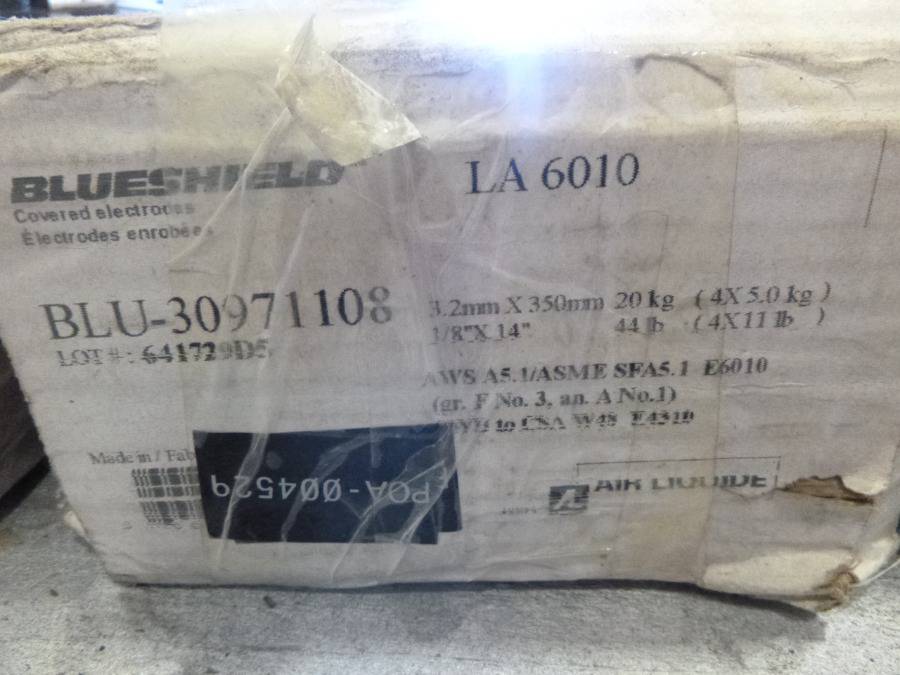 BLUESHIELD
Covered electrodes
Électrodes enrobées
LA 6010
BLU-30971108
LOT#: 641729D5
3.2mm X 350mm 20 kg (4X 5.0 kg)
1/8"X 14" 44 lb (4X11 lb)
AWS A5.1/ASME SFA5.1 E6010
(gr. F No. 3, an. A No.1)
to CSA W48 E4310
Made in / Fab
POA-004529
AIR LIQUIDE